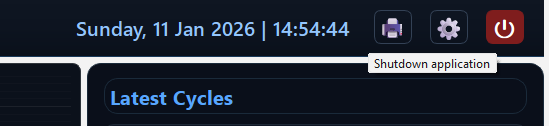 Sunday, 11 Jan 2026 | 14:54:44
Shutdown application
Latest Cycles